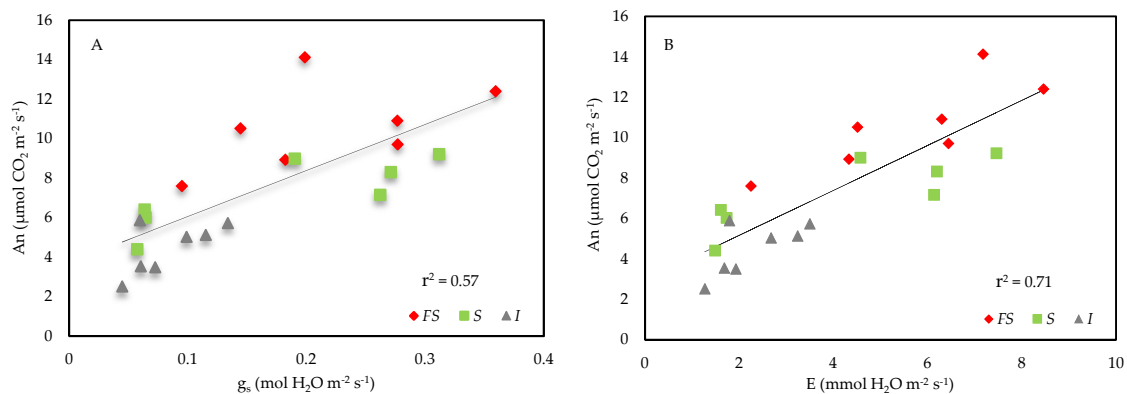 A
An (µmol CO₂ m⁻² s⁻¹)
16
14
12
10
8
6
4
2
0
r² = 0.57
FS S I
0 0.1 0.2 0.3 0.4
gₛ (mol H₂O m⁻² s⁻¹)
B
An (µmol CO₂ m⁻² s⁻¹)
16
14
12
10
8
6
4
2
0
r² = 0.71
FS S I
0 2 4 6 8 10
E (mmol H₂O m⁻² s⁻¹)